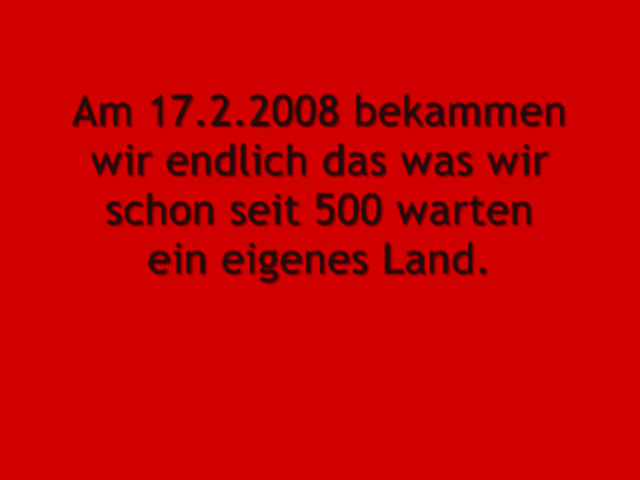 Am 17.2.2008 bekammen
wir endlich das was wir
schon seit 500 warten
ein eigenes Land.